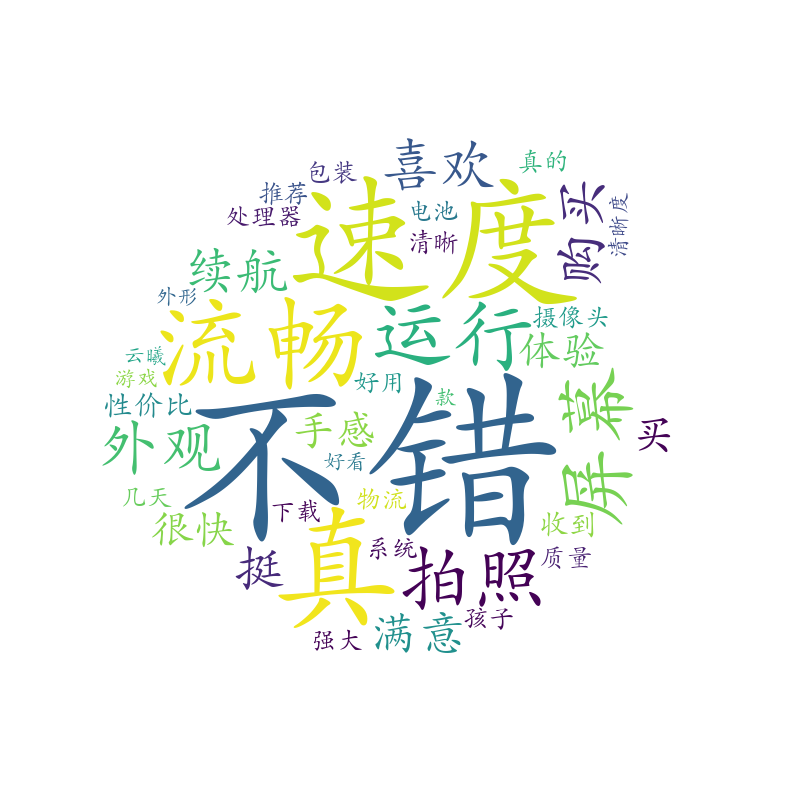 喜欢
真的
包装
推荐
速度
电池
购买
清晰度
处理器
清晰
续航
外形
流畅
运行
摄像头
云曦
体验
游戏
好用
性价比
不错
款
屏幕
外观
手感
买
好看
几天
下载
物流
很快
真
收到
挺
系统
拍照
质量
强大
满意
孩子